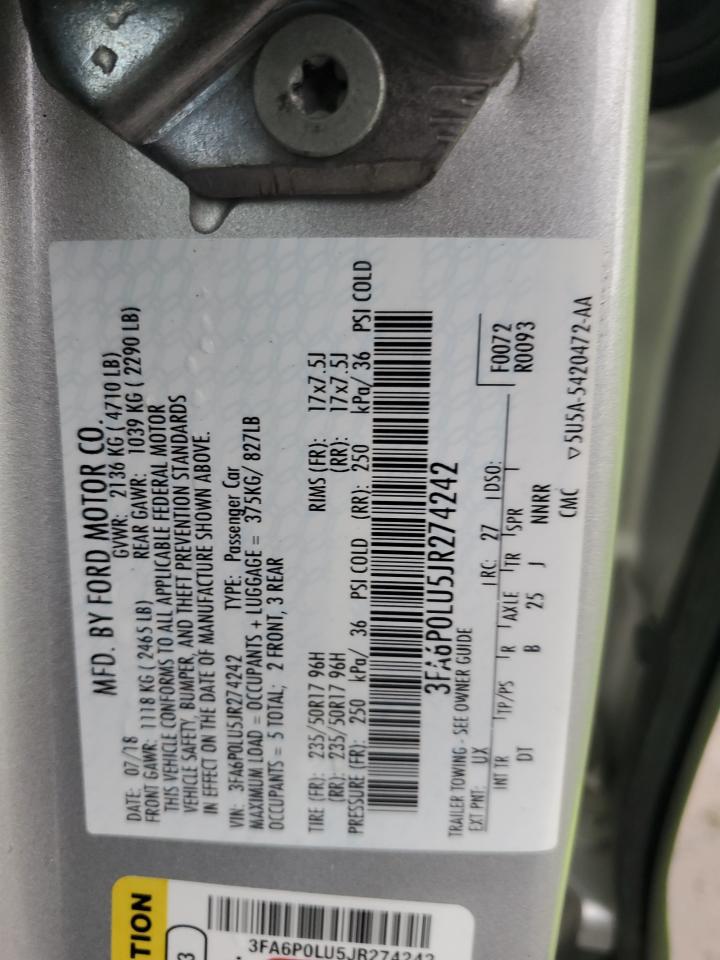 MFD. BY FORD MOTOR CO.
DATE: 07/18 GVWR: 2136 KG ( 4710 LB)
FRONT GAWR: 1118 KG ( 2465 LB) REAR GAWR: 1039 KG ( 2290 LB)
THIS VEHICLE CONFORMS TO ALL APPLICABLE FEDERAL MOTOR
VEHICLE SAFETY, BUMPER, AND THEFT PREVENTION STANDARDS
IN EFFECT ON THE DATE OF MANUFACTURE SHOWN ABOVE.
VIN: 3FA6P0LU5JR274242 TYPE: Passenger Car
MAXIMUM LOAD = OCCUPANTS + LUGGAGE = 375KG/ 827LB
OCCUPANTS = 5 TOTAL; 2 FRONT, 3 REAR
TIRE (FR): 235/50R17 96H RIMS (FR): 17x7.5J
(RR): 235/50R17 96H (RR): 17x7.5J
PRESSURE (FR): 250 kPa/ 36 PSI COLD (RR): 250 kPa/ 36 PSI COLD
3FA6P0LU5JR274242
TRAILER TOWING - SEE OWNER GUIDE
EXT PNT: UX RC: 27 DSO: F0072
R0093
INT TR TP/PS R AXLE TR SPR
DT B 25 J NNRR
CMC
▽5U5A-5420472-AA
TION
3
3FA6P0LU5JR274242